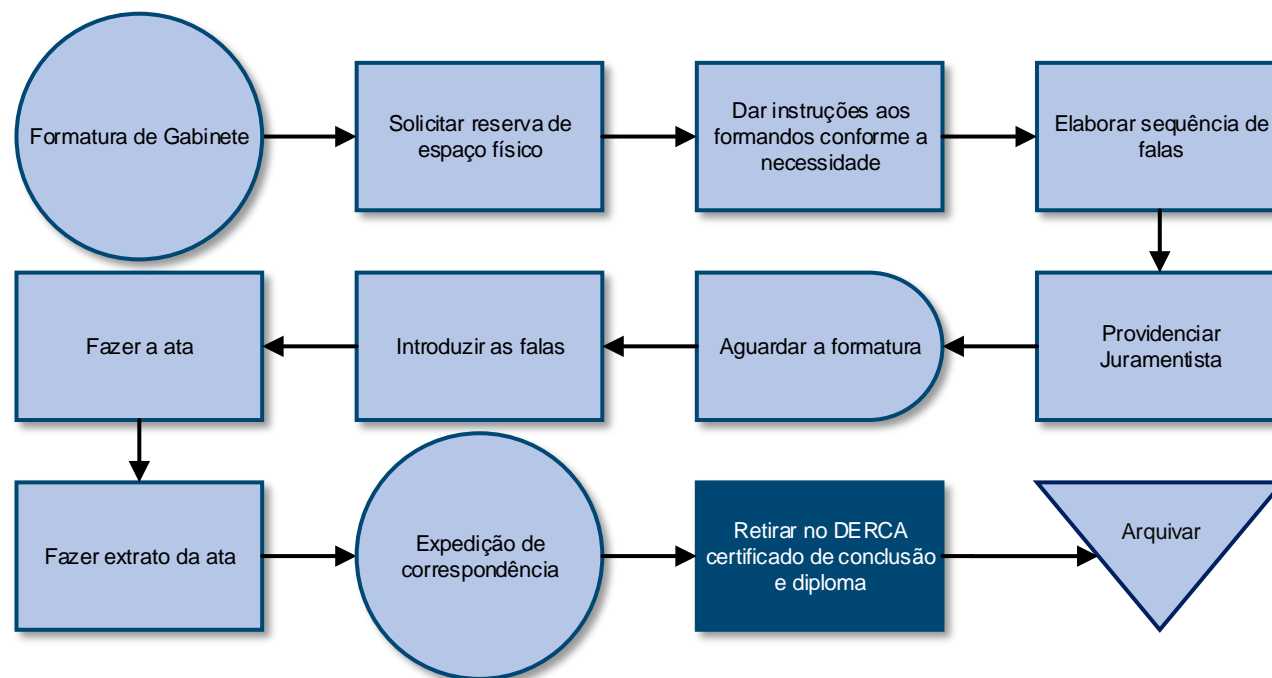 Formatura de Gabinete
Solicitar reserva de
espaço físico
Dar instruções aos
formandos conforme a
necessidade
Elaborar sequência de
falas
Providenciar
Juramentista
Aguardar a formatura
Introduzir as falas
Fazer a ata
Fazer extrato da ata
Expedição de
correspondência
Retirar no DERCA
certificado de conclusão
e diploma
Arquivar